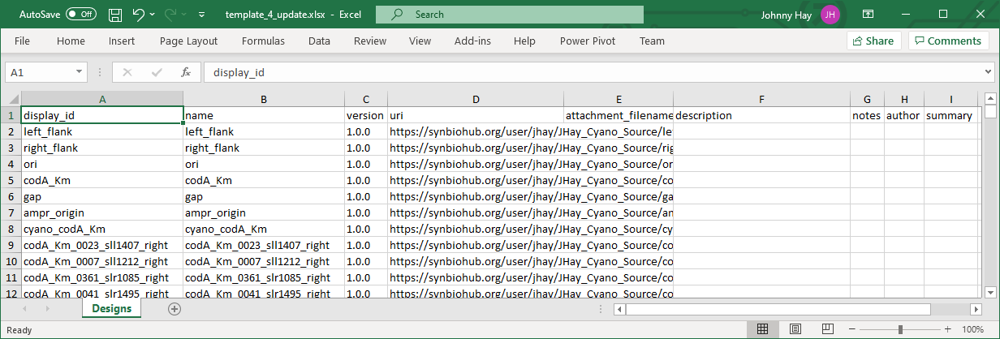 AutoSave Off template_4_update.xlsx - Excel Search Johnny Hay JH
File Home Insert Page Layout Formulas Data Review View Add-ins Help Power Pivot Team Share Comments
A1 fx display_id
A B C D E F G H I
1 display_id name version uri attachment_filename description notes author summary
2 left_flank left_flank 1.0.0 https://synbiohub.org/user/jhay/JHay_Cyano_Source/le
3 right_flank right_flank 1.0.0 https://synbiohub.org/user/jhay/JHay_Cyano_Source/rig
4 ori ori 1.0.0 https://synbiohub.org/user/jhay/JHay_Cyano_Source/or
5 codA_Km codA_Km 1.0.0 https://synbiohub.org/user/jhay/JHay_Cyano_Source/co
6 gap gap 1.0.0 https://synbiohub.org/user/jhay/JHay_Cyano_Source/ga
7 ampr_origin ampr_origin 1.0.0 https://synbiohub.org/user/jhay/JHay_Cyano_Source/an
8 cyano_codA_Km cyano_codA_Km 1.0.0 https://synbiohub.org/user/jhay/JHay_Cyano_Source/cy
9 codA_Km_0023_sll1407_right codA_Km_0023_sll1407_right 1.0.0 https://synbiohub.org/user/jhay/JHay_Cyano_Source/co
10 codA_Km_0007_sll1212_right codA_Km_0007_sll1212_right 1.0.0 https://synbiohub.org/user/jhay/JHay_Cyano_Source/co
11 codA_Km_0361_slr1085_right codA_Km_0361_slr1085_right 1.0.0 https://synbiohub.org/user/jhay/JHay_Cyano_Source/co
12 codA_Km_0041_slr1495_right codA_Km_0041_slr1495_right 1.0.0 https://synbiohub.org/user/jhay/JHay_Cyano_Source/co
Designs
Ready 100%